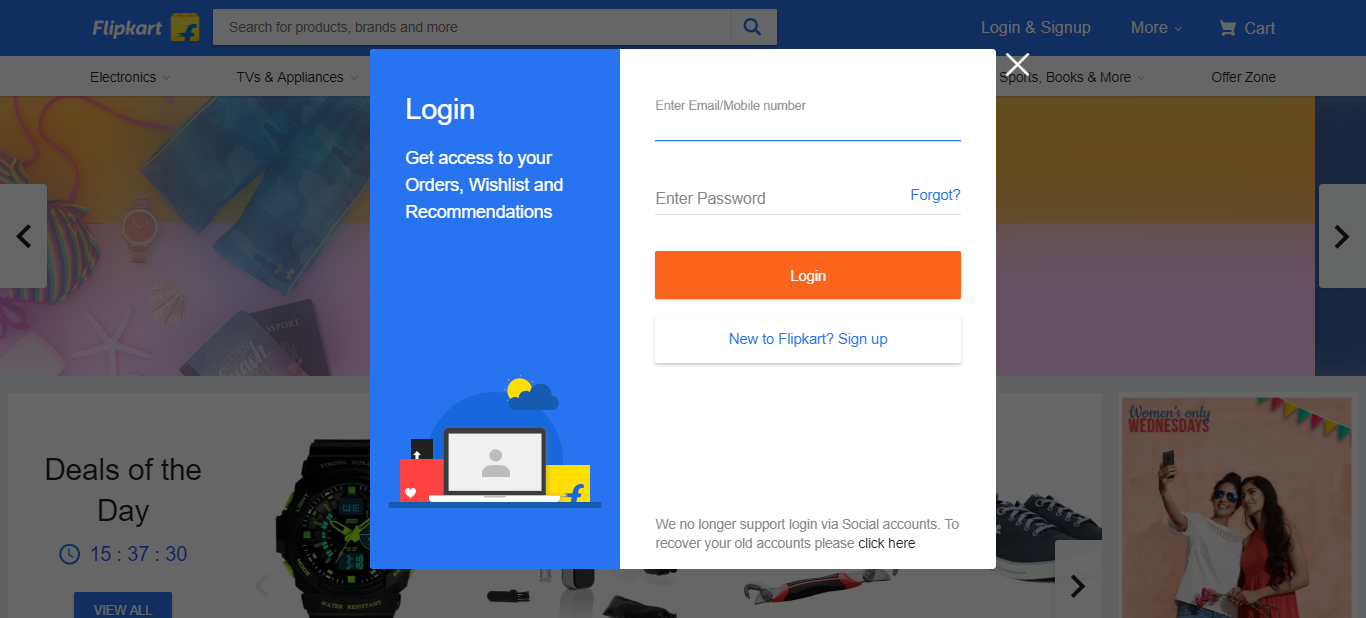 Flipkart
Search for products, brands and more
Login & Signup
More
Cart
Electronics
TVs & Appliances
Sports, Books & More
Offer Zone
Login
Get access to your
Orders, Wishlist and
Recommendations
Enter Email/Mobile number
Enter Password
Forgot?
Login
New to Flipkart? Sign up
We no longer support login via Social accounts. To
recover your old accounts please click here
PASSPORT
Deals of the
Day
15 : 37 : 30
VIEW ALL
WATER RESISTANT
Women's only
WEDNESDAYS